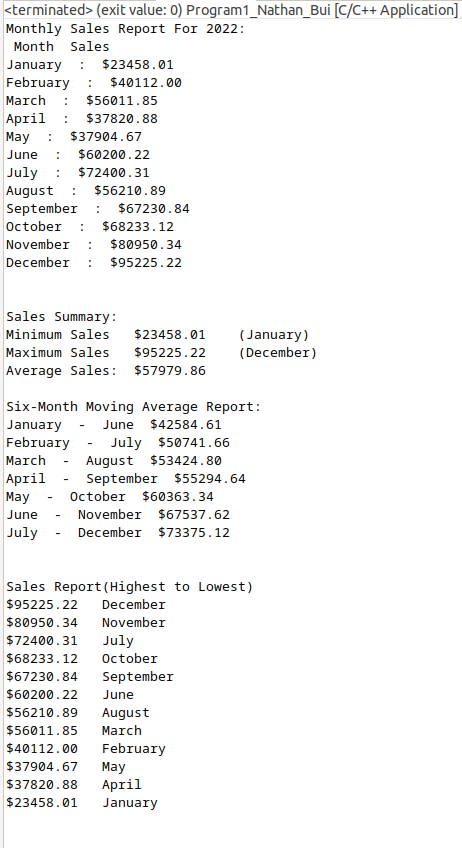 <terminated> (exit value: 0) Program1_Nathan_Bui [C/C++ Application]
Monthly Sales Report For 2022:
 Month  Sales
January  :  $23458.01
February  :  $40112.00
March  :  $56011.85
April  :  $37820.88
May  :  $37904.67
June  :  $60200.22
July  :  $72400.31
August  :  $56210.89
September  :  $67230.84
October  :  $68233.12
November  :  $80950.34
December  :  $95225.22
Sales Summary:
Minimum Sales   $23458.01    (January)
Maximum Sales   $95225.22    (December)
Average Sales:  $57979.86
Six-Month Moving Average Report:
January  -  June  $42584.61
February  -  July  $50741.66
March  -  August  $53424.80
April  -  September  $55294.64
May  -  October  $60363.34
June  -  November  $67537.62
July  -  December  $73375.12
Sales Report(Highest to Lowest)
$95225.22   December
$80950.34   November
$72400.31   July
$68233.12   October
$67230.84   September
$60200.22   June
$56210.89   August
$56011.85   March
$40112.00   February
$37904.67   May
$37820.88   April
$23458.01   January